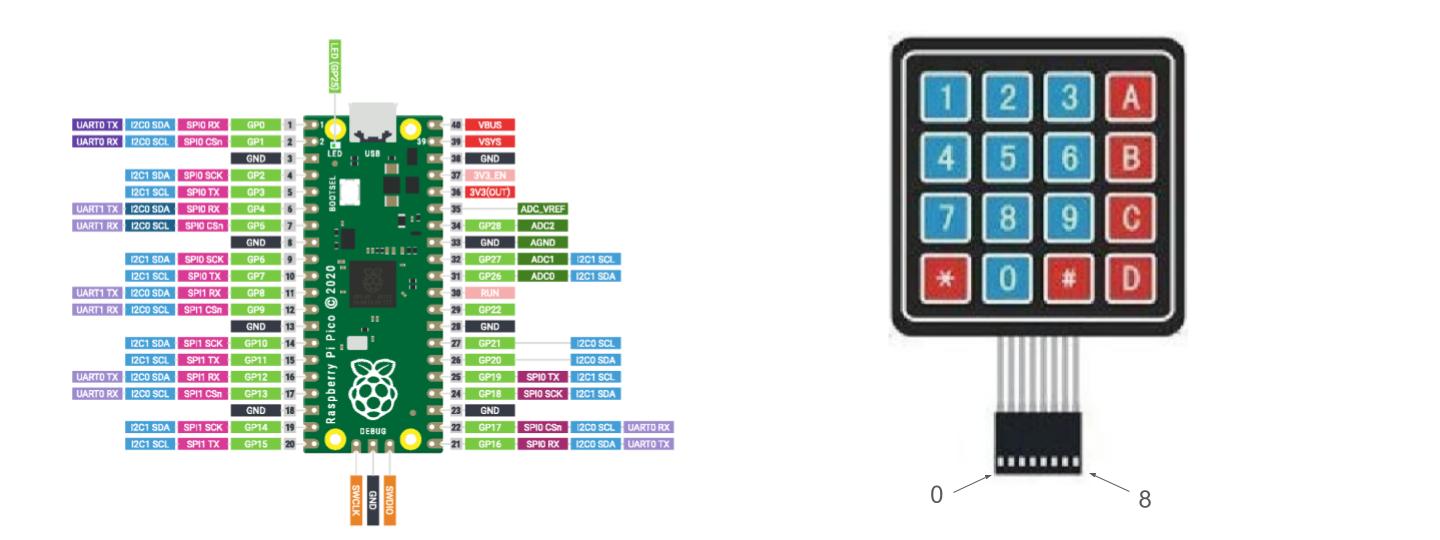 LED (GP25)
UART0 TX I2C0 SDA SPI0 RX GP0 1
UART0 RX I2C0 SCL SPI0 CSn GP1 2
GND 3
I2C1 SDA SPI0 SCK GP2 4
I2C1 SCL SPI0 TX GP3 5
UART1 TX I2C0 SDA SPI0 RX GP4 6
UART1 RX I2C0 SCL SPI0 CSn GP5 7
GND 8
I2C1 SDA SPI0 SCK GP6 9
I2C1 SCL SPI0 TX GP7 10
UART1 TX I2C0 SDA SPI1 RX GP8 11
UART1 RX I2C0 SCL SPI1 CSn GP9 12
GND 13
I2C1 SDA SPI1 SCK GP10 14
I2C1 SCL SPI1 TX GP11 15
UART0 TX I2C0 SDA SPI1 RX GP12 16
UART0 RX I2C0 SCL SPI1 CSn GP13 17
GND 18
I2C1 SDA SPI1 SCK GP14 19
I2C1 SCL SPI1 TX GP15 20
1
2
39
LED
USB
BOOTSEL
Raspberry Pi Pico © 2020
DEBUG
40 VBUS
39 VSYS
38 GND
37 3V3_EN
36 3V3(OUT)
35 ADC_VREF
34 GP28 ADC2
33 GND AGND
32 GP27 ADC1 I2C1 SCL
31 GP26 ADC0 I2C1 SDA
30 RUN
29 GP22
28 GND
27 GP21 I2C0 SCL
26 GP20 I2C0 SDA
25 GP19 SPI0 TX I2C1 SCL
24 GP18 SPI0 SCK I2C1 SDA
23 GND
22 GP17 SPI0 CSn I2C0 SCL UART0 RX
21 GP16 SPI0 RX I2C0 SDA UART0 TX
SWCLK
GND
SWDIO
1 2 3 A
4 5 6 B
7 8 9 C
* 0 # D
0
8